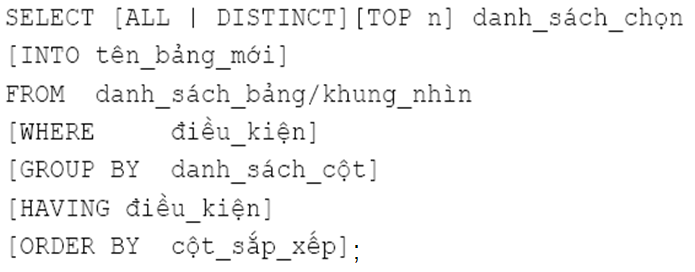 SELECT [ALL | DISTINCT][TOP n] danh_sách_chọn
[INTO tên_bảng_mới]
FROM danh_sách_bảng/khung_nhìn
[WHERE điều_kiện]
[GROUP BY danh_sách_cột]
[HAVING điều_kiện]
[ORDER BY cột_sắp_xếp];